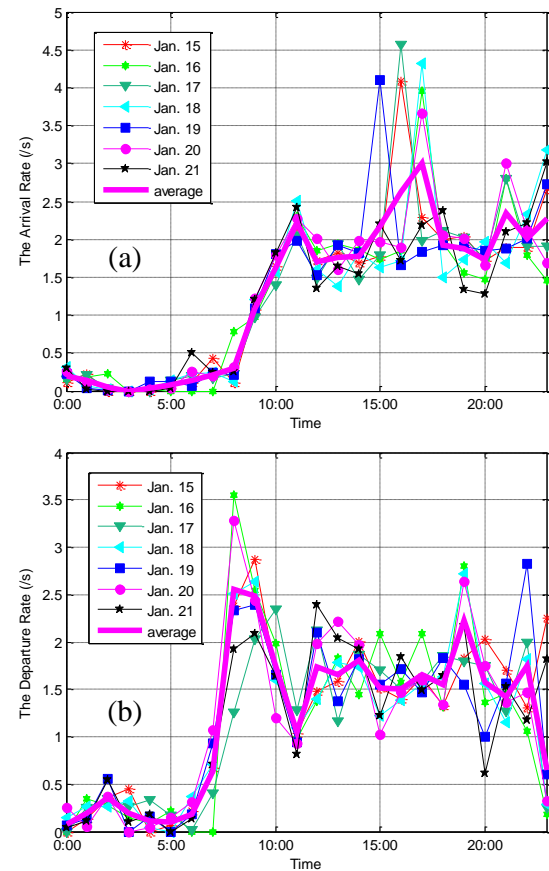 5
4.5
4
3.5
3
2.5
2
1.5
1
0.5
0
The Arrival Rate (/s)
Jan. 15
Jan. 16
Jan. 17
Jan. 18
Jan. 19
Jan. 20
Jan. 21
average
(a)
0:00 5:00 10:00 15:00 20:00
Time
4
3.5
3
2.5
2
1.5
1
0.5
0
The Departure Rate (/s)
Jan. 15
Jan. 16
Jan. 17
Jan. 18
Jan. 19
Jan. 20
Jan. 21
average
(b)
0:00 5:00 10:00 15:00 20:00
Time